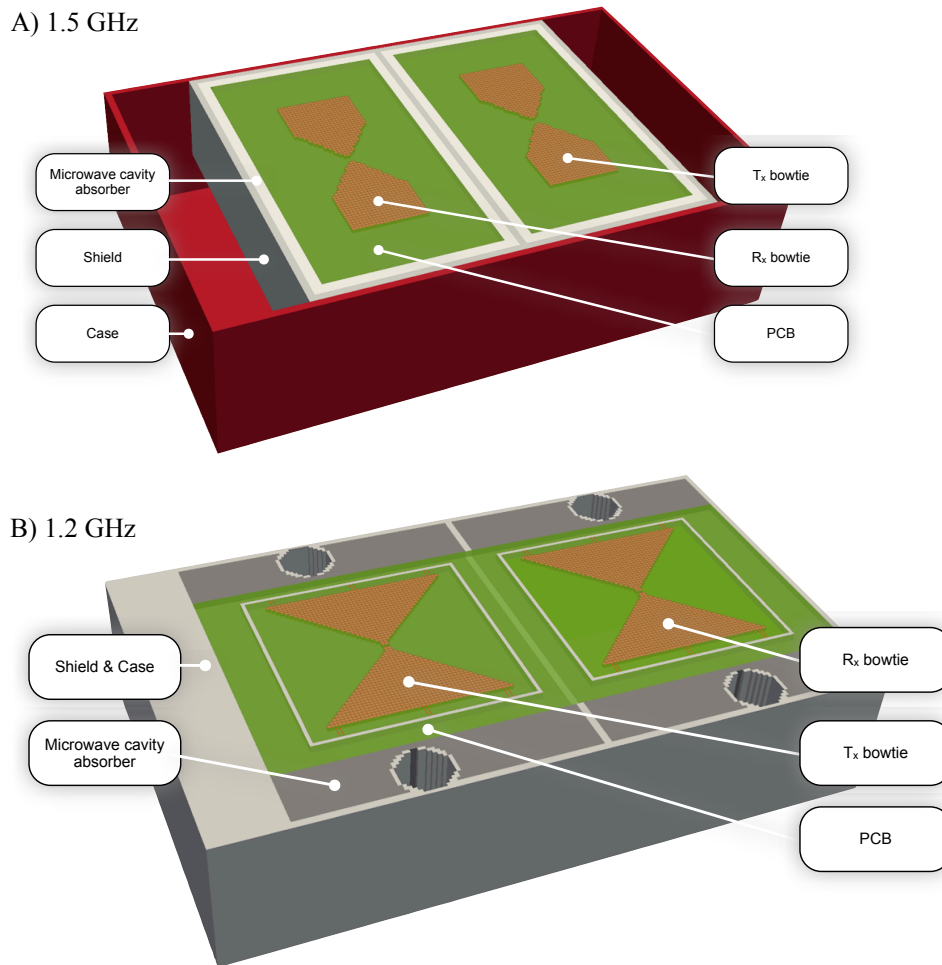 A) 1.5 GHz
Microwave cavity
absorber
Shield
Case
Tx bowtie
Rx bowtie
PCB
B) 1.2 GHz
Shield & Case
Microwave cavity
absorber
Rx bowtie
Tx bowtie
PCB